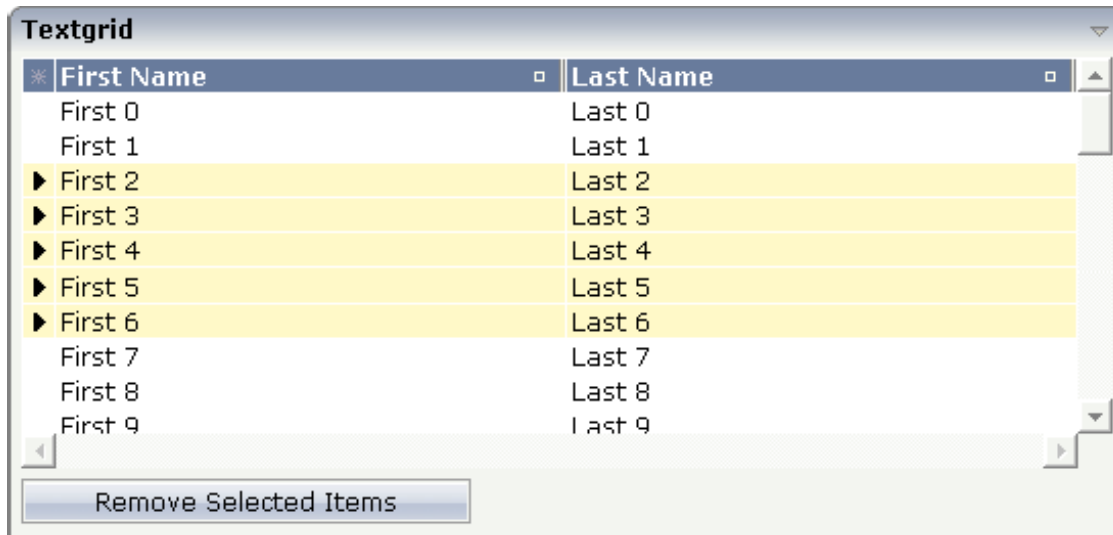 Textgrid
First Name Last Name
First 0 Last 0
First 1 Last 1
First 2 Last 2
First 3 Last 3
First 4 Last 4
First 5 Last 5
First 6 Last 6
First 7 Last 7
First 8 Last 8
First 9 Last 9
Remove Selected Items